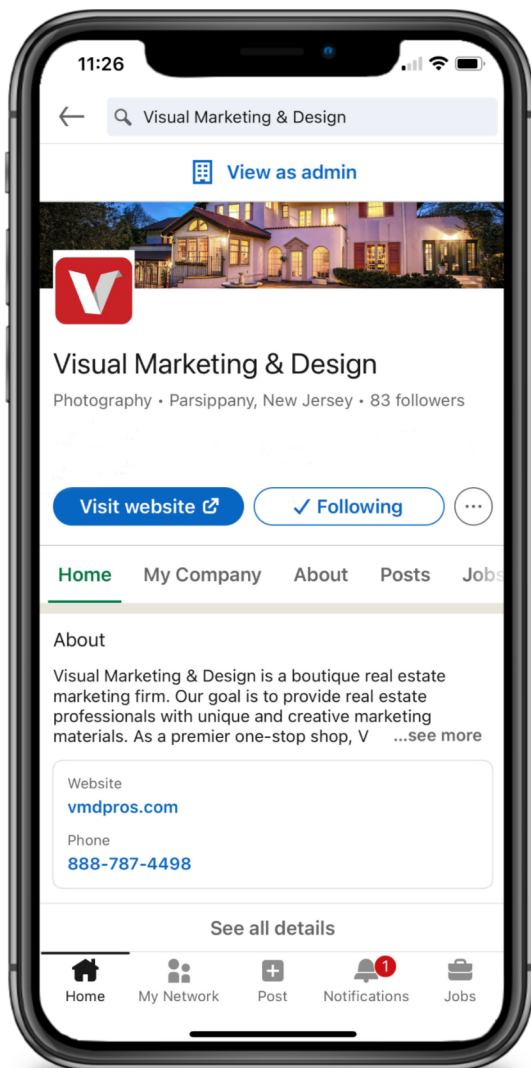 11:26
Visual Marketing & Design
View as admin
V
Visual Marketing & Design
Photography • Parsippany, New Jersey • 83 followers
Visit website
✓ Following
Home My Company About Posts Jobs
About
Visual Marketing & Design is a boutique real estate
marketing firm. Our goal is to provide real estate
professionals with unique and creative marketing
materials. As a premier one-stop shop, V ...see more
Website
vmdpros.com
Phone
888-787-4498
See all details
1
Home My Network Post Notifications Jobs